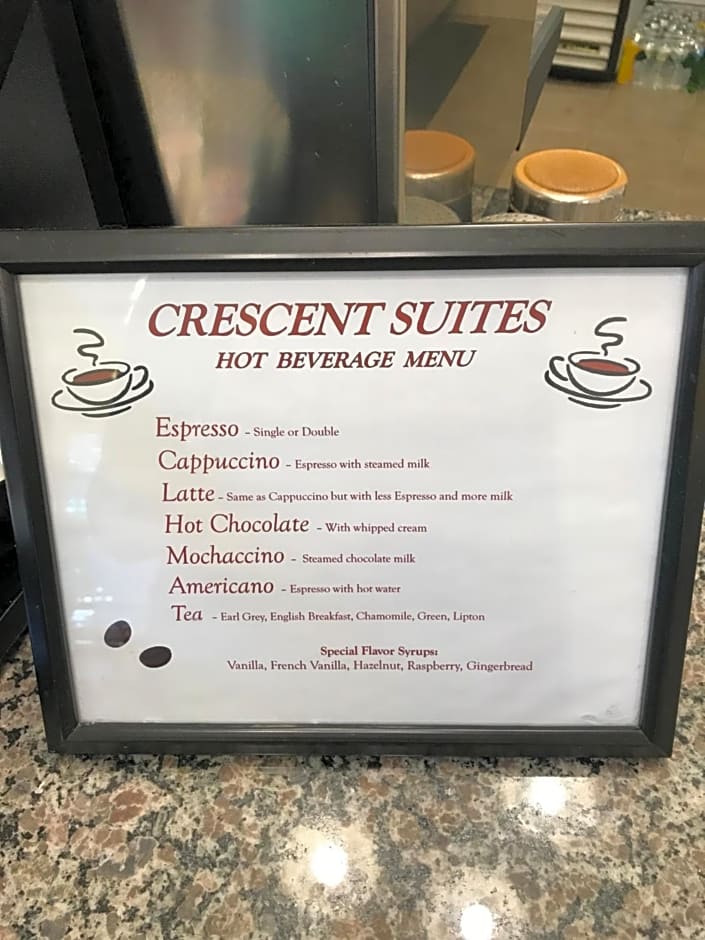 CRESCENT SUITES
HOT BEVERAGE MENU
Espresso - Single or Double
Cappuccino - Espresso with steamed milk
Latte - Same as Cappuccino but with less Espresso and more milk
Hot Chocolate - With whipped cream
Mochaccino - Steamed chocolate milk
Americano - Espresso with hot water
Tea - Earl Grey, English Breakfast, Chamomile, Green, Lipton
Special Flavor Syrups:
Vanilla, French Vanilla, Hazelnut, Raspberry, Gingerbread